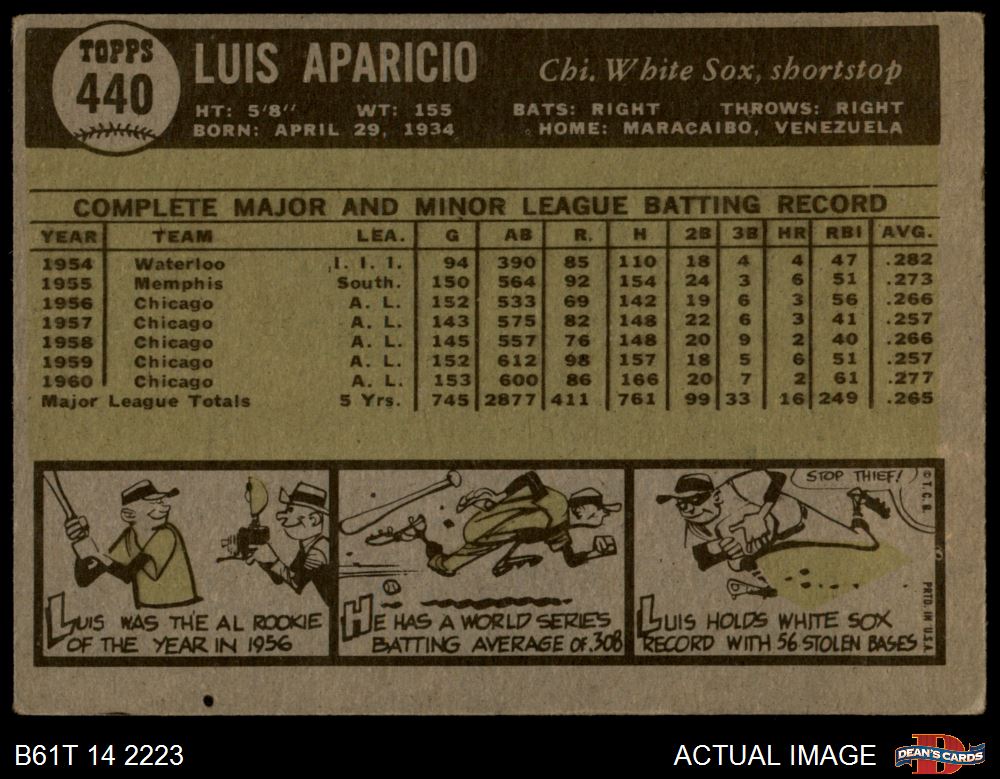 TOPPS
440
LUIS APARICIO
Chi. White Sox, shortstop
HT: 5'8" WT: 155 BATS: RIGHT THROWS: RIGHT
BORN: APRIL 29, 1934 HOME: MARACAIBO, VENEZUELA
COMPLETE MAJOR AND MINOR LEAGUE BATTING RECORD
YEAR TEAM LEA. G AB R. H 2B 3B HR RBI AVG.
1954 Waterloo I. I. I. 94 390 85 110 18 4 4 47 .282
1955 Memphis South. 150 564 92 154 24 3 6 51 .273
1956 Chicago A. L. 152 533 69 142 19 6 3 56 .266
1957 Chicago A. L. 143 575 82 148 22 6 3 41 .257
1958 Chicago A. L. 145 557 76 148 20 9 2 40 .266
1959 Chicago A. L. 152 612 98 157 18 5 6 51 .257
1960 Chicago A. L. 153 600 86 166 20 7 2 61 .277
Major League Totals 5 Yrs. 745 2877 411 761 99 33 16 249 .265
LUIS WAS THE AL ROOKIE
OF THE YEAR IN 1956
HE HAS A WORLD SERIES
BATTING AVERAGE OF .308
STOP THIEF!
LUIS HOLDS WHITE SOX
RECORD WITH 56 STOLEN BASES
© T. C. G.
PRTD. IN U.S.A.
B61T 14 2223
ACTUAL IMAGE
DEAN'S CARDS